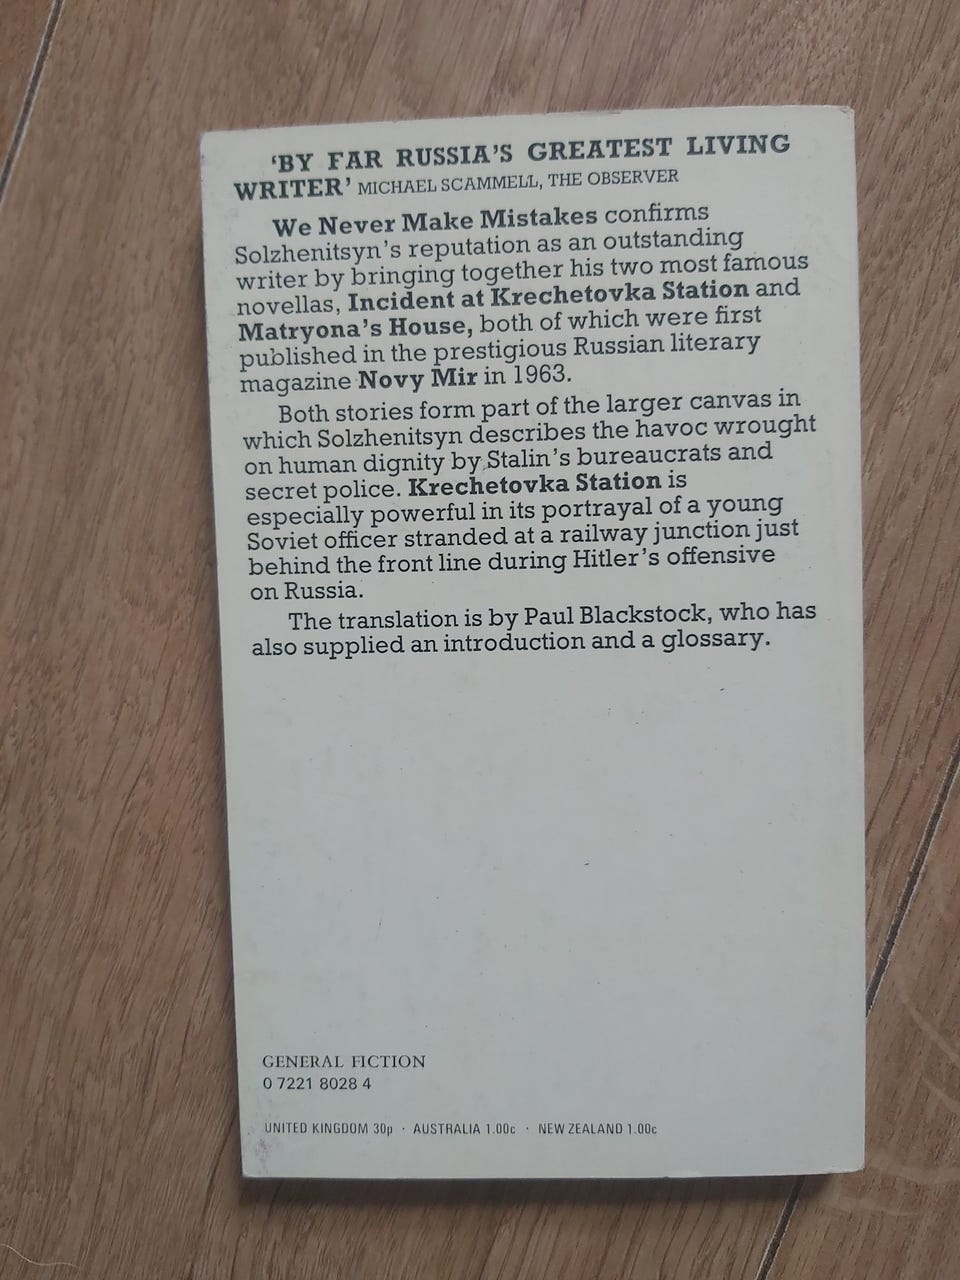 ‘BY FAR RUSSIA’S GREATEST LIVING
WRITER’ MICHAEL SCAMMELL, THE OBSERVER
We Never Make Mistakes confirms
Solzhenitsyn’s reputation as an outstanding
writer by bringing together his two most famous
novellas, Incident at Krechetovka Station and
Matryona’s House, both of which were first
published in the prestigious Russian literary
magazine Novy Mir in 1963.
Both stories form part of the larger canvas in
which Solzhenitsyn describes the havoc wrought
on human dignity by Stalin’s bureaucrats and
secret police. Krechetovka Station is
especially powerful in its portrayal of a young
Soviet officer stranded at a railway junction just
behind the front line during Hitler’s offensive
on Russia.
The translation is by Paul Blackstock, who has
also supplied an introduction and a glossary.
GENERAL FICTION
0 7221 8028 4
UNITED KINGDOM 30p · AUSTRALIA 1.00c · NEW ZEALAND 1.00c